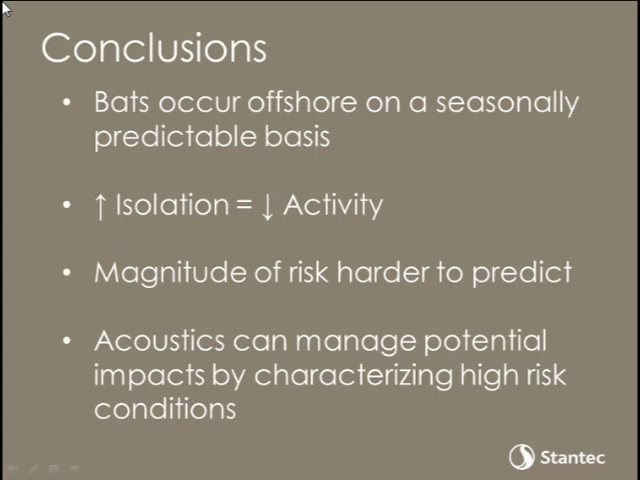 Conclusions
• Bats occur offshore on a seasonally
predictable basis
• ↑ Isolation = ↓ Activity
• Magnitude of risk harder to predict
• Acoustics can manage potential
impacts by characterizing high risk
conditions
Stantec